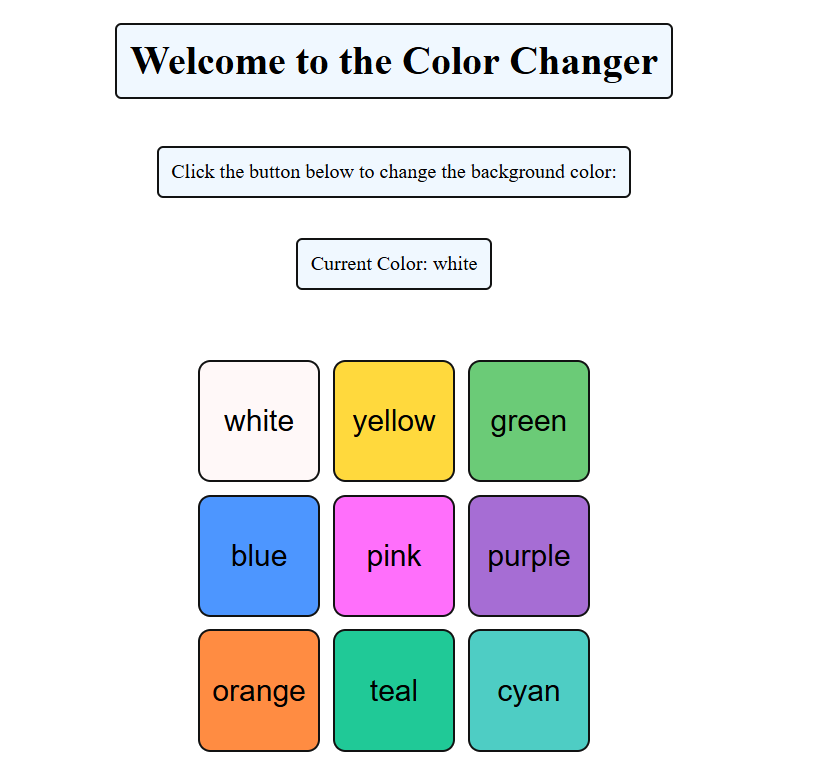 Welcome to the Color Changer
Click the button below to change the background color:
Current Color: white
white yellow green
blue pink purple
orange teal cyan